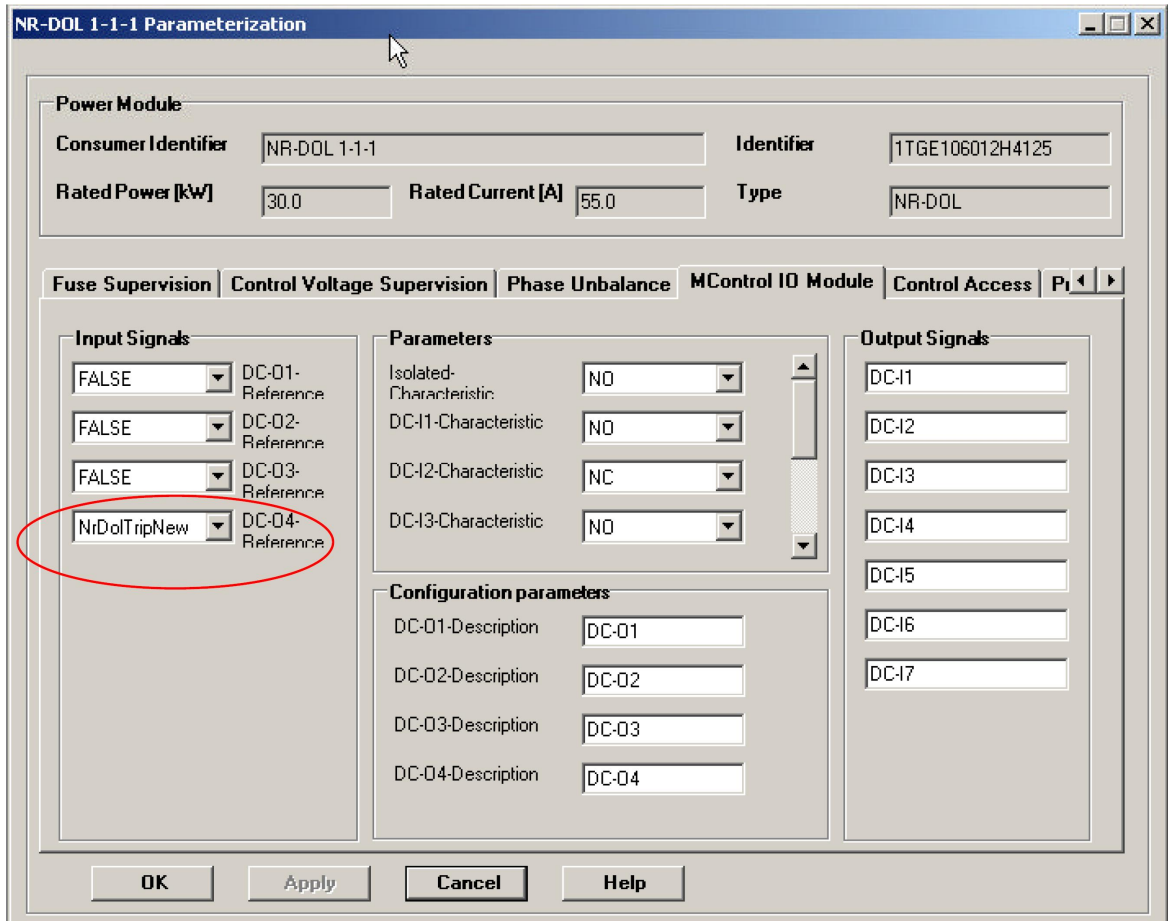 NR-DOL 1-1-1 Parameterization
Power Module
Consumer Identifier NR-DOL 1-1-1 Identifier 1TGE106012H4125
Rated Power [kW] 30.0 Rated Current [A] 55.0 Type NR-DOL
Fuse Supervision Control Voltage Supervision Phase Unbalance MControl IO Module Control Access
Input Signals
FALSE DC-O1-
Reference
FALSE DC-O2-
Reference
FALSE DC-O3-
Reference
NrDolTripNew DC-O4-
Reference
Parameters
Isolated-
Characteristic NO
DC-I1-Characteristic NO
DC-I2-Characteristic NC
DC-I3-Characteristic NO
Configuration parameters
DC-O1-Description DC-O1
DC-O2-Description DC-O2
DC-O3-Description DC-O3
DC-O4-Description DC-O4
Output Signals
DC-I1
DC-I2
DC-I3
DC-I4
DC-I5
DC-I6
DC-I7
OK Apply Cancel Help